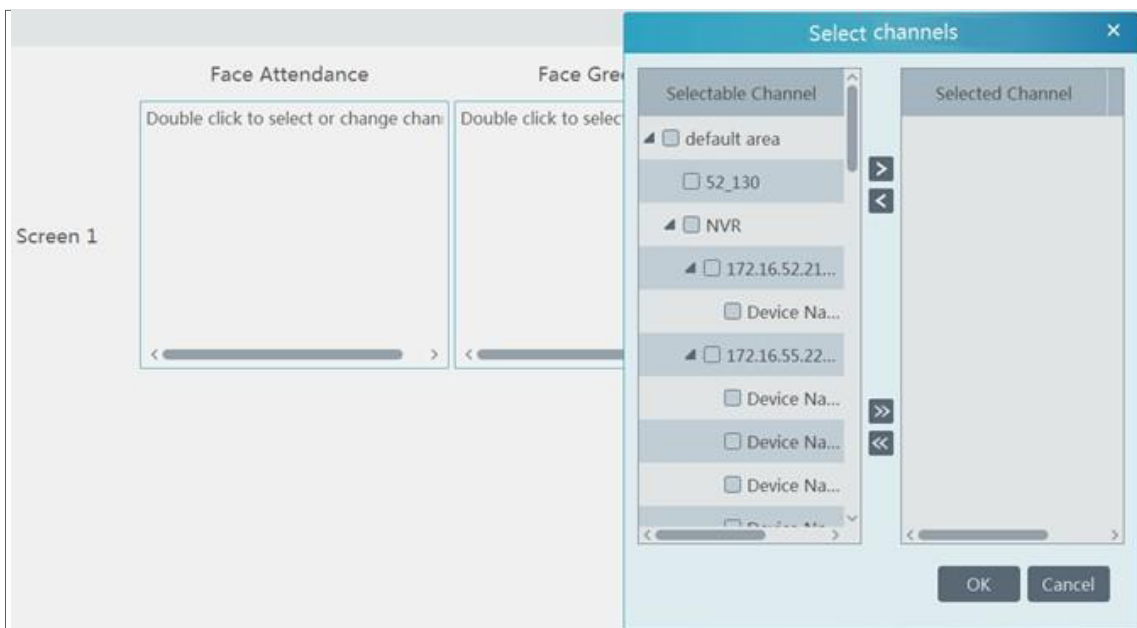 Select channels
Face Attendance
Face Gree
Selectable Channel
Selected Channel
Double click to select or change chan
Double click to selec
default area
52_130
NVR
Screen 1
172.16.52.21...
Device Na...
172.16.55.22...
Device Na...
Device Na...
Device Na...
OK
Cancel